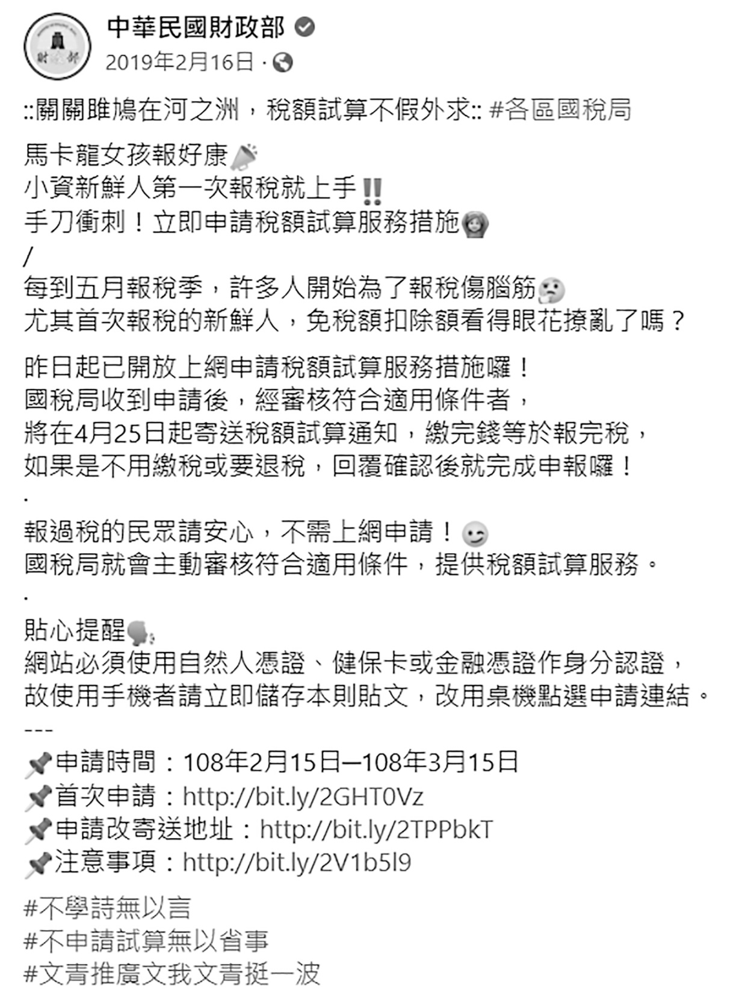 中華民國財政部
2019年2月16日 ·
::關關雎鳩在河之洲，稅額試算不假外求:: #各區國稅局
馬卡龍女孩報好康📣
小資新鮮人第一次報稅就上手‼️
手刀衝刺！立即申請稅額試算服務措施🙆‍♀️
/
每到五月報稅季，許多人開始為了報稅傷腦筋🤔
尤其首次報稅的新鮮人，免稅額扣除額看得眼花撩亂了嗎？
昨日起已開放上網申請稅額試算服務措施囉！
國稅局收到申請後，經審核符合適用條件者，
將在4月25日起寄送稅額試算通知，繳完錢等於報完稅，
如果是不用繳稅或要退稅，回覆確認後就完成申報囉！
.
報過稅的民眾請安心，不需上網申請！😉
國稅局就會主動審核符合適用條件，提供稅額試算服務。
.
貼心提醒🗣️
網站必須使用自然人憑證、健保卡或金融憑證作身分認證，
故使用手機者請立即儲存本則貼文，改用桌機點選申請連結。
---
📌申請時間：108年2月15日—108年3月15日
📌首次申請：http://bit.ly/2GHT0Vz
📌申請改寄送地址：http://bit.ly/2TPPbkT
📌注意事項：http://bit.ly/2V1b5l9
#不學詩無以言
#不申請試算無以省事
#文青推廣文我文青挺一波